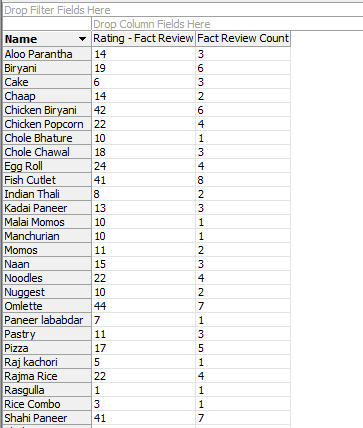 Drop Filter Fields Here
Drop Column Fields Here
Name Rating - Fact Review Fact Review Count
Aloo Parantha 14 3
Biryani 19 6
Cake 6 3
Chaap 14 2
Chicken Biryani 42 6
Chicken Popcorn 22 4
Chole Bhature 10 1
Chole Chawal 18 3
Egg Roll 24 4
Fish Cutlet 41 8
Indian Thali 8 2
Kadai Paneer 13 3
Malai Momos 10 1
Manchurian 10 1
Momos 11 2
Naan 15 3
Noodles 22 4
Nuggest 10 2
Omlette 44 7
Paneer lababdar 7 1
Pastry 11 3
Pizza 17 5
Raj kachori 5 1
Rajma Rice 22 4
Rasgulla 1 1
Rice Combo 3 1
Shahi Paneer 41 7